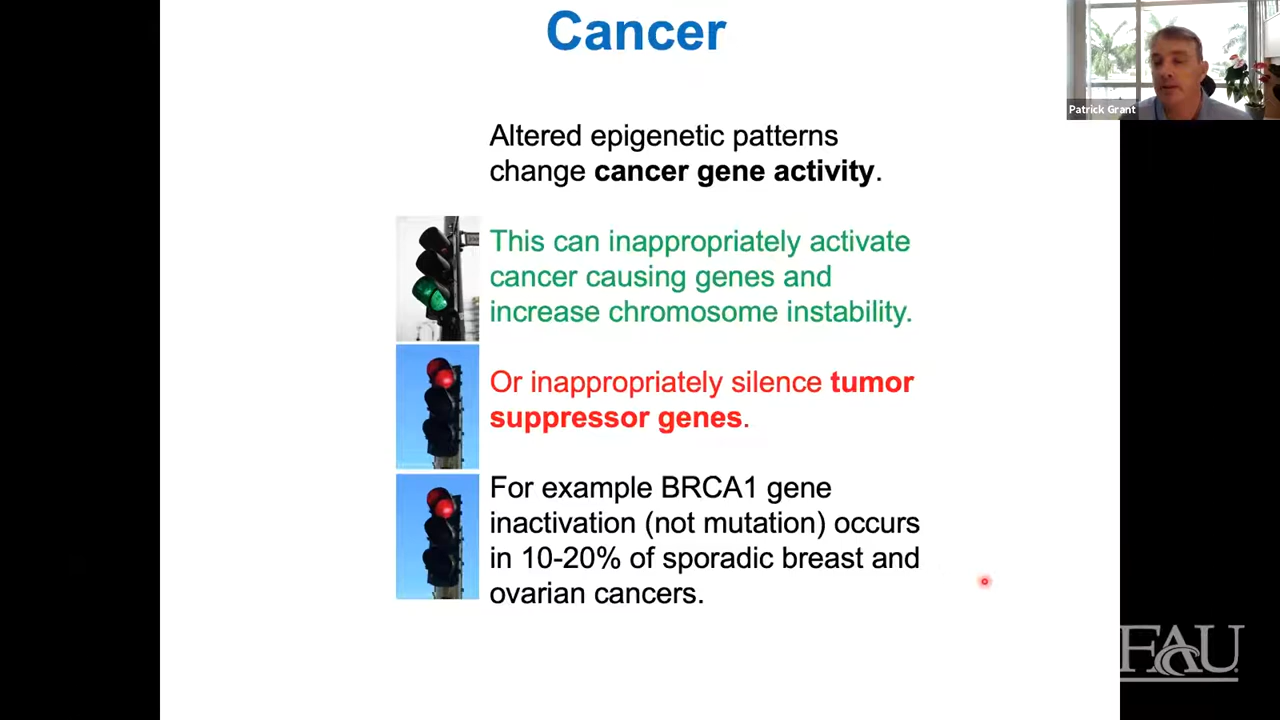 Cancer
Patrick Grant
Altered epigenetic patterns
change cancer gene activity.
This can inappropriately activate
cancer causing genes and
increase chromosome instability.
Or inappropriately silence tumor
suppressor genes.
For example BRCA1 gene
inactivation (not mutation) occurs
in 10-20% of sporadic breast and
ovarian cancers.
FAU